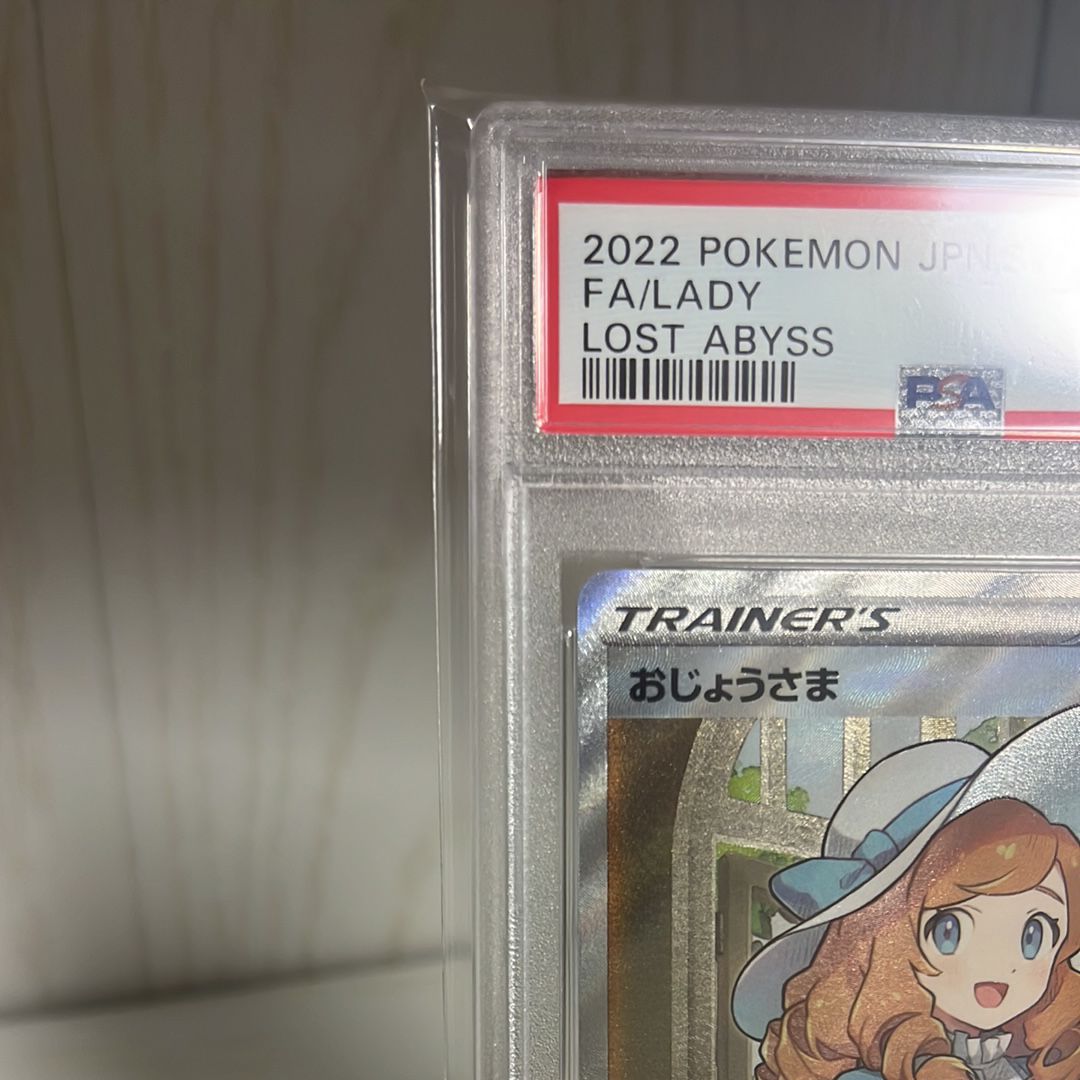 2022 POKEMON JPN.S
FA/LADY
LOST ABYSS
PSA
TRAINER'S
おじょうさま